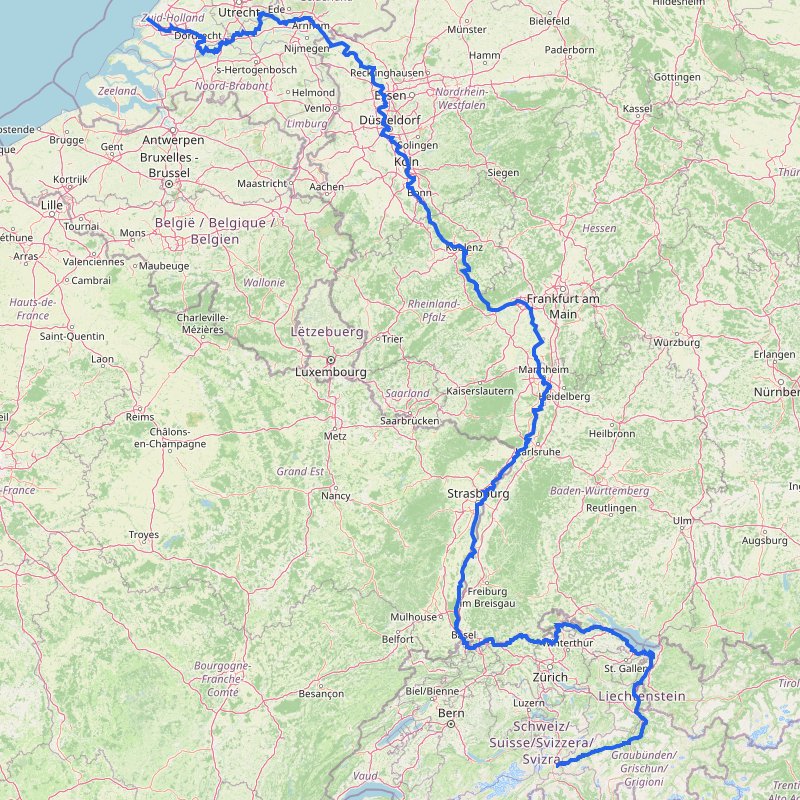 Utrecht
Ede
Zuid-Holland
Arnhem
Dordrecht
Nijmegen
Münster
Bielefeld
Hildesheim
's-Hertogenbosch
Hamm
Paderborn
Recklinghausen
Göttingen
Zeeland
Noord-Brabant
Helmond
Essen
Nordrhein-
Westfalen
Kassel
Venlo
Limburg
Düsseldorf
Oostende
Brugge
Antwerpen
Gent
Solingen
Köln
Bruxelles -
Brussel
Siegen
Kortrijk
Maastricht
Aachen
Bonn
Lille
Tournai
België / Belgique /
Belgien
Hessen
Béthune
Mons
Koblenz
Arras
Valenciennes
Maubeuge
Cambrai
Wallonie
Hauts-de-
France
Rheinland-
Pfalz
Frankfurt am
Main
Charleville-
Mézières
Lëtzebuerg
Saint-Quentin
Trier
Würzburg
Laon
Luxembourg
Mannheim
Erlangen
Saarland
Kaiserslautern
Heidelberg
Nürnberg
Reims
Saarbrücken
Châlons-
en-Champagne
Metz
Heilbronn
Karlsruhe
Grand Est
Nancy
Strasbourg
Baden-Württemberg
Reutlingen
Ulm
Troyes
Augsburg
Freiburg
im Breisgau
Mulhouse
Belfort
Basel
Winterthur
Bourgogne-
Franche-
Comté
Zürich
St. Gallen
Besançon
Biel/Bienne
Luzern
Liechtenstein
Bern
Schweiz/
Suisse/Svizzera/
Svizra
Graubünden/
Grischun/
Grigioni
Vaud